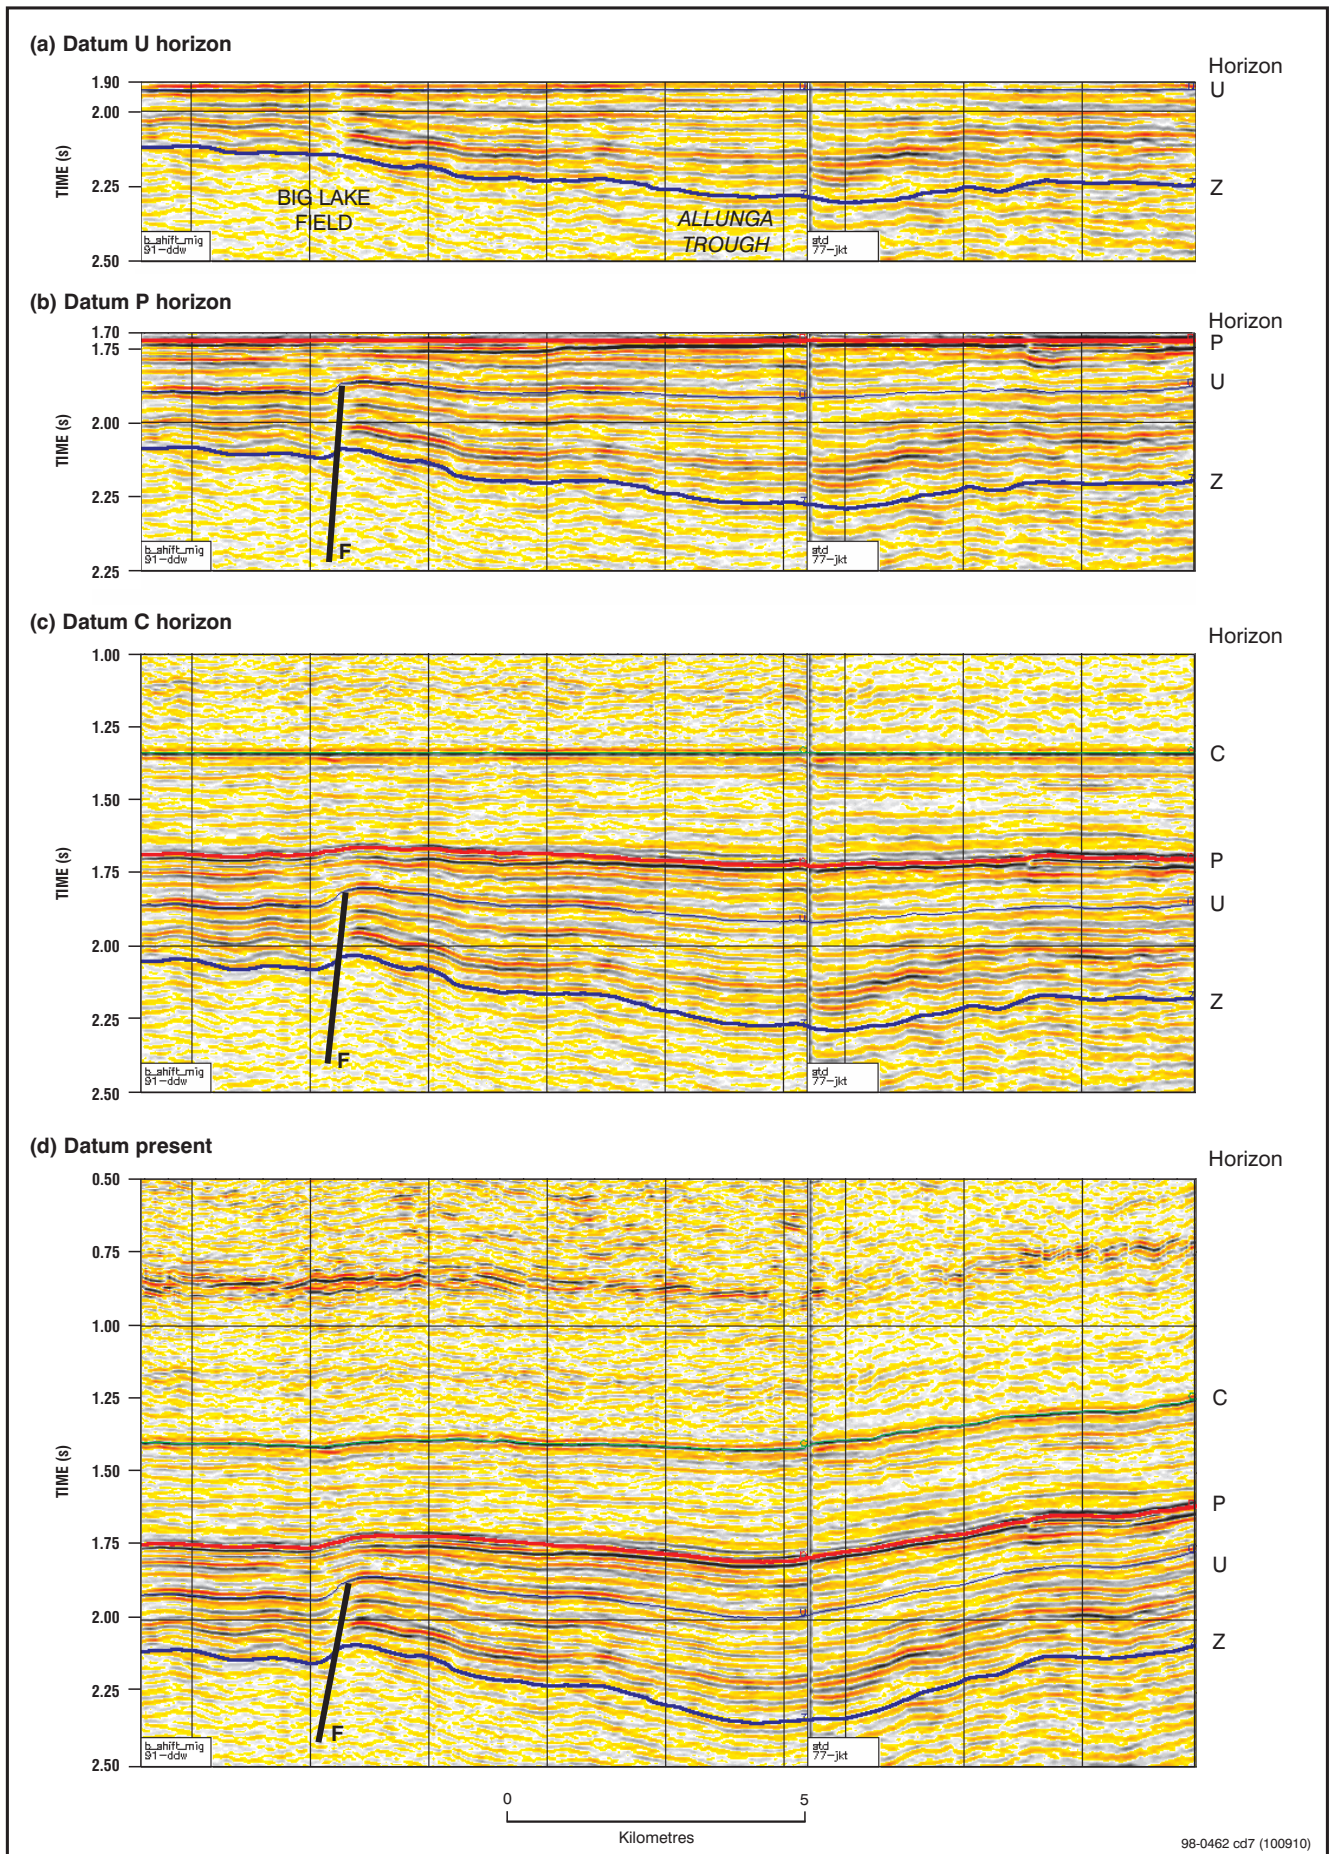 (a) Datum U horizon
Horizon
1.90
U
2.00
TIME (s)
2.25
Z
BIG LAKE
FIELD
ALLUNGA
TROUGH
b_shift_mig
91-ddw
std
77-jkt
2.50
(b) Datum P horizon
Horizon
1.70
P
1.75
U
2.00
TIME (s)
Z
2.25
F
b_shift_mig
91-ddw
std
77-jkt
2.25
(c) Datum C horizon
Horizon
1.00
1.25
C
1.50
TIME (s)
P
1.75
U
2.00
Z
2.25
F
b_shift_mig
91-ddw
std
77-jkt
2.50
(d) Datum present
Horizon
0.50
0.75
1.00
1.25
C
1.50
TIME (s)
P
1.75
U
2.00
Z
2.25
F
b_shift_mig
91-ddw
std
77-jkt
2.50
0 5
Kilometres
98-0462 cd7 (100910)